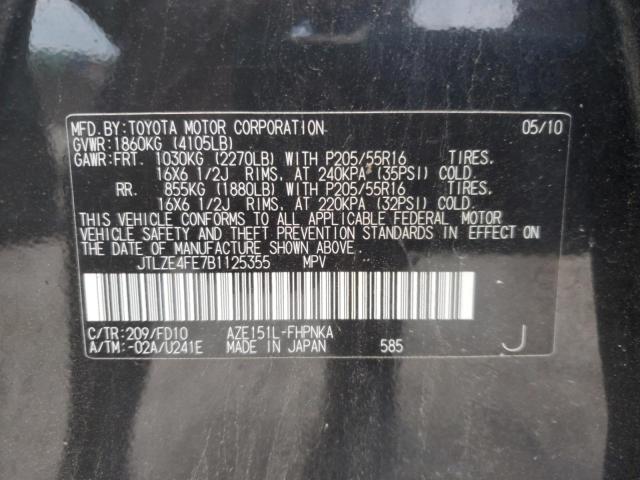 MFD.BY:TOYOTA MOTOR CORPORATION 05/10
GVWR:1860KG (4105LB)
GAWR:FRT. 1030KG (2270LB) WITH P205/55R16 TIRES.
16X6 1/2J RIMS. AT 240KPA (35PSI) COLD.
RR. 855KG (1880LB) WITH P205/55R16 TIRES.
16X6 1/2J RIMS. AT 220KPA (32PSI) COLD.
THIS VEHICLE CONFORMS TO ALL APPLICABLE FEDERAL MOTOR
VEHICLE SAFETY AND THEFT PREVENTION STANDARDS IN EFFECT ON
THE DATE OF MANUFACTURE SHOWN ABOVE.
JTLZE4FE7B1125355 MPV
C/TR:209/FD10 AZE151L-FHPNKA
A/TM:-02A/U241E MADE IN JAPAN 585 J